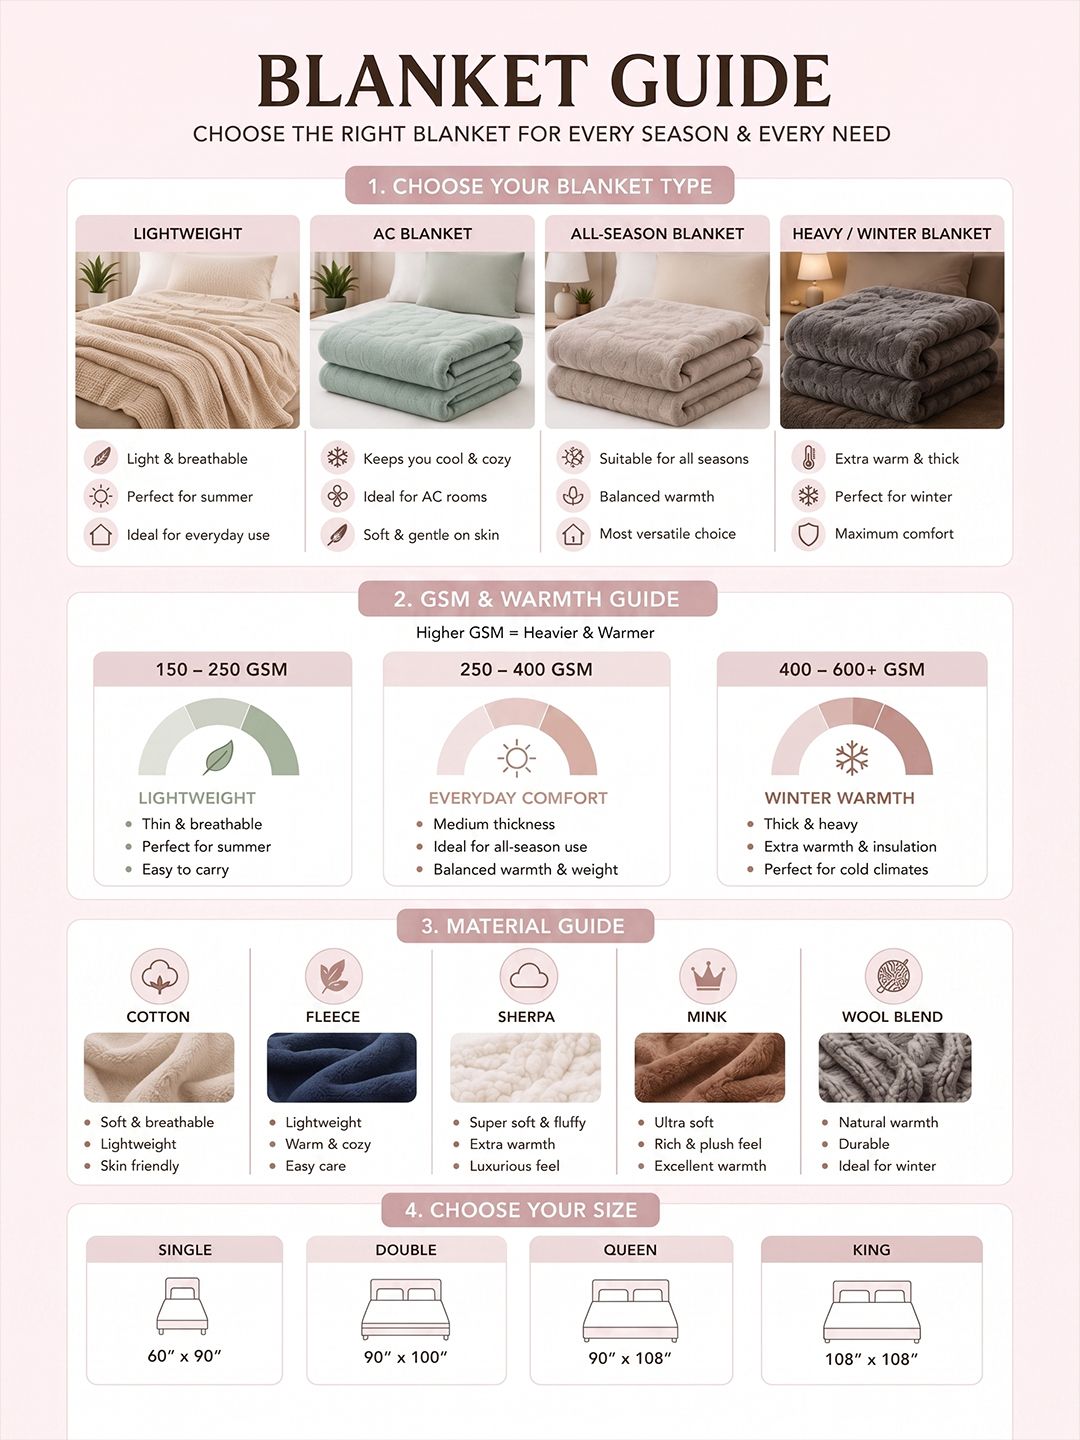 BLANKET GUIDE
CHOOSE THE RIGHT BLANKET FOR EVERY SEASON & EVERY NEED
1. CHOOSE YOUR BLANKET TYPE
LIGHTWEIGHT
Light & breathable
Perfect for summer
Ideal for everyday use
AC BLANKET
Keeps you cool & cozy
Ideal for AC rooms
Soft & gentle on skin
ALL-SEASON BLANKET
Suitable for all seasons
Balanced warmth
Most versatile choice
HEAVY / WINTER BLANKET
Extra warm & thick
Perfect for winter
Maximum comfort
2. GSM & WARMTH GUIDE
Higher GSM = Heavier & Warmer
150 – 250 GSM
LIGHTWEIGHT
• Thin & breathable
• Perfect for summer
• Easy to carry
250 – 400 GSM
EVERYDAY COMFORT
• Medium thickness
• Ideal for all-season use
• Balanced warmth & weight
400 – 600+ GSM
WINTER WARMTH
• Thick & heavy
• Extra warmth & insulation
• Perfect for cold climates
3. MATERIAL GUIDE
COTTON
• Soft & breathable
• Lightweight
• Skin friendly
FLEECE
• Lightweight
• Warm & cozy
• Easy care
SHERPA
• Super soft & fluffy
• Extra warmth
• Luxurious feel
MINK
• Ultra soft
• Rich & plush feel
• Excellent warmth
WOOL BLEND
• Natural warmth
• Durable
• Ideal for winter
4. CHOOSE YOUR SIZE
SINGLE
60” x 90”
DOUBLE
90” x 100”
QUEEN
90” x 108”
KING
108” x 108”